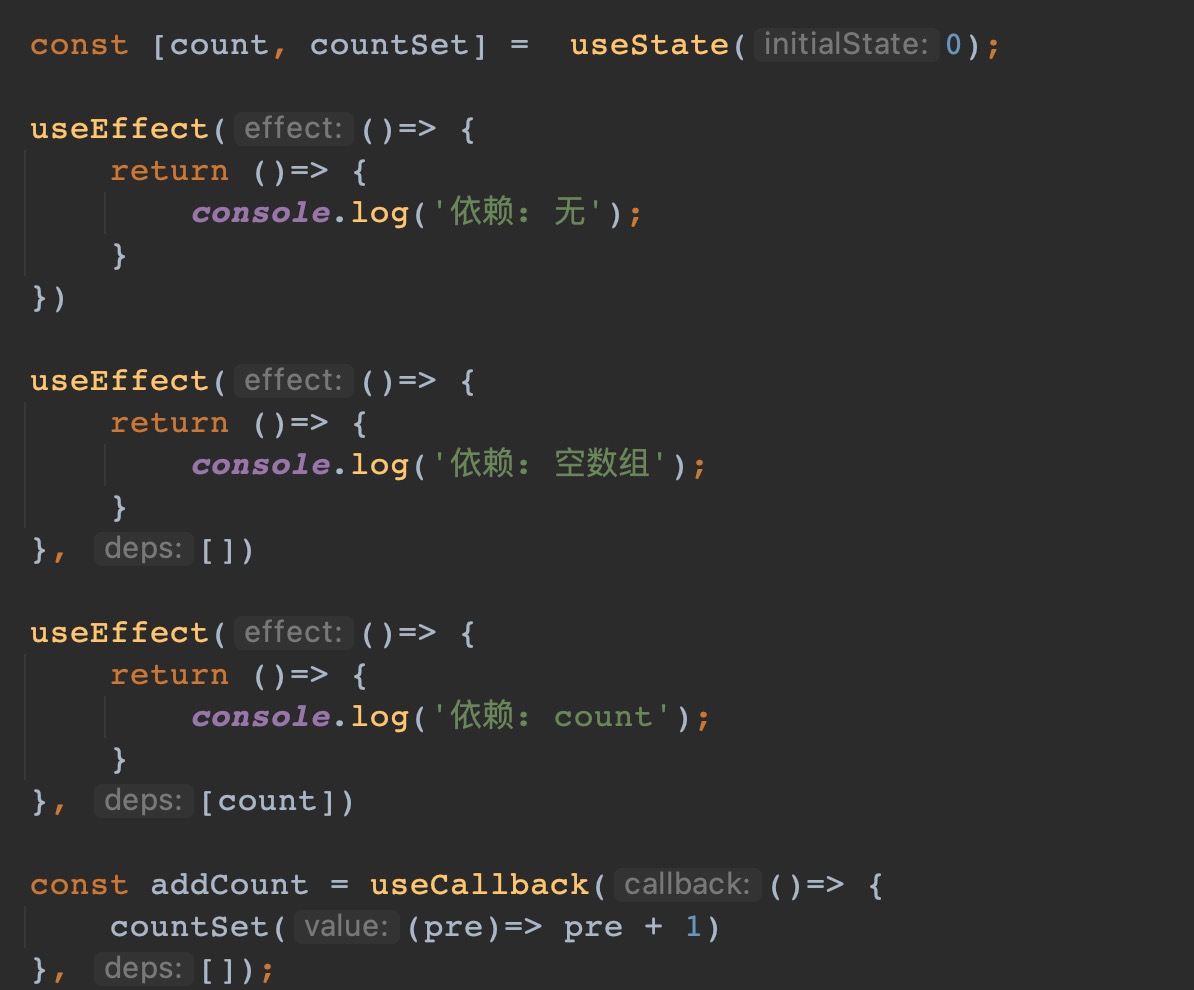 const [count, countSet] =  useState( initialState: 0);
useEffect( effect: ()=> {
    return ()=> {
        console.log('依赖: 无');
    }
})
useEffect( effect: ()=> {
    return ()=> {
        console.log('依赖: 空数组');
    }
}, deps: [])
useEffect( effect: ()=> {
    return ()=> {
        console.log('依赖: count');
    }
}, deps: [count])
const addCount = useCallback( callback: ()=> {
    countSet( value: (pre)=> pre + 1)
}, deps: []);